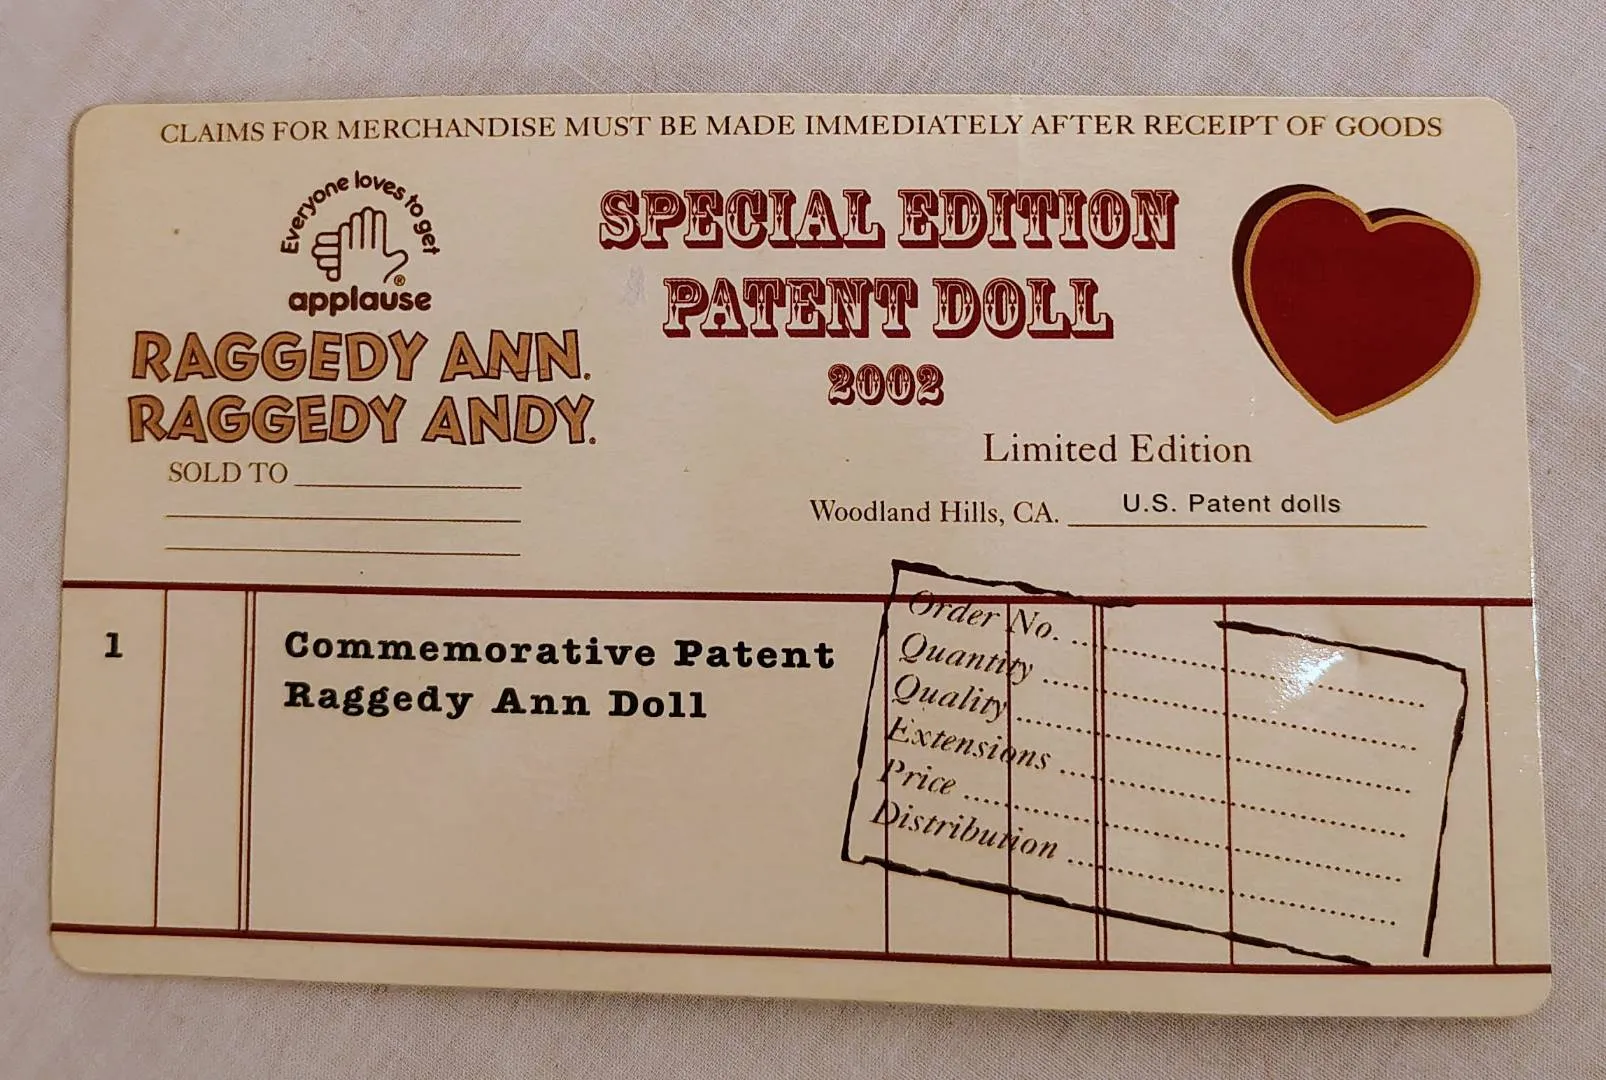 CLAIMS FOR MERCHANDISE MUST BE MADE IMMEDIATELY AFTER RECEIPT OF GOODS
Everyone loves to get
applause®
RAGGEDY ANN.
RAGGEDY ANDY.
SPECIAL EDITION
PATENT DOLL
2002
Limited Edition
SOLD TO
Woodland Hills, CA. U.S. Patent dolls
1
Commemorative Patent
Raggedy Ann Doll
Order No. ........
Quantity ........
Quality ........
Extensions ........
Price ........
Distribution ........